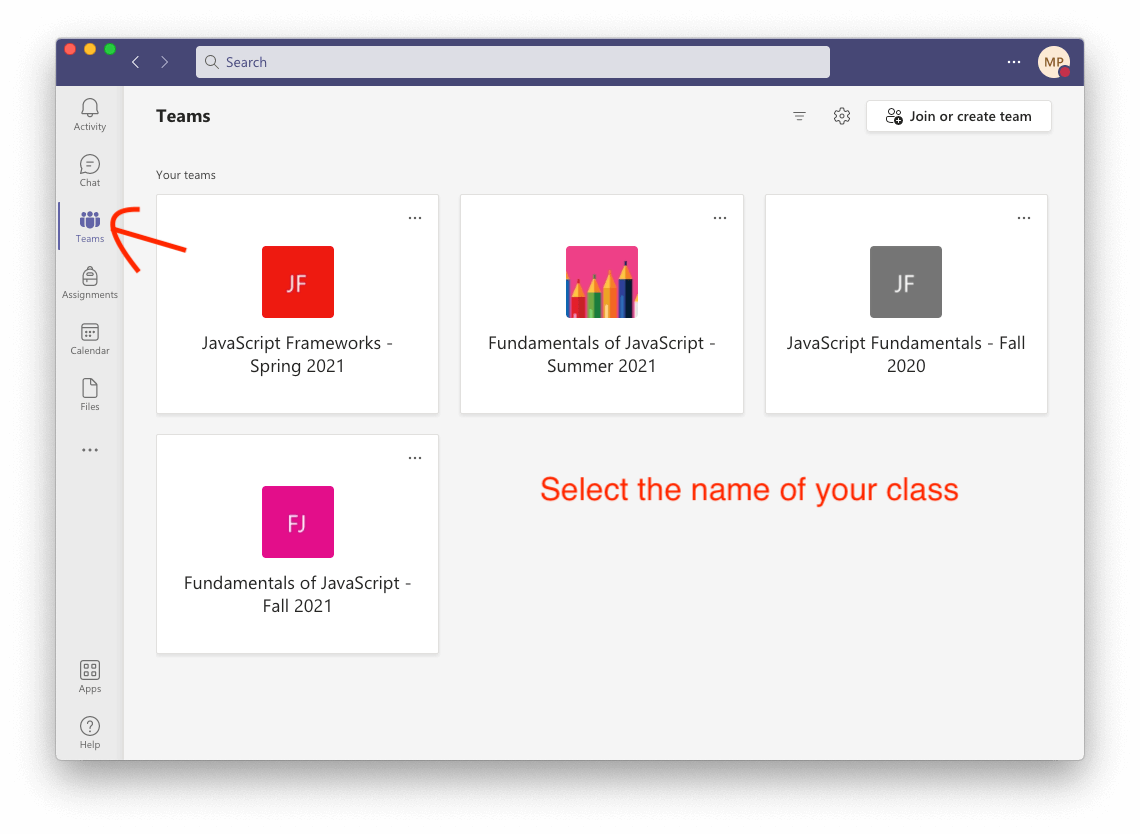 Search
MP
Activity
Chat
Teams
Assignments
Calendar
Files
Apps
Help
Teams
Join or create team
Your teams
JF
JavaScript Frameworks -
Spring 2021
Fundamentals of JavaScript -
Summer 2021
JF
JavaScript Fundamentals - Fall
2020
FJ
Fundamentals of JavaScript -
Fall 2021
Select the name of your class